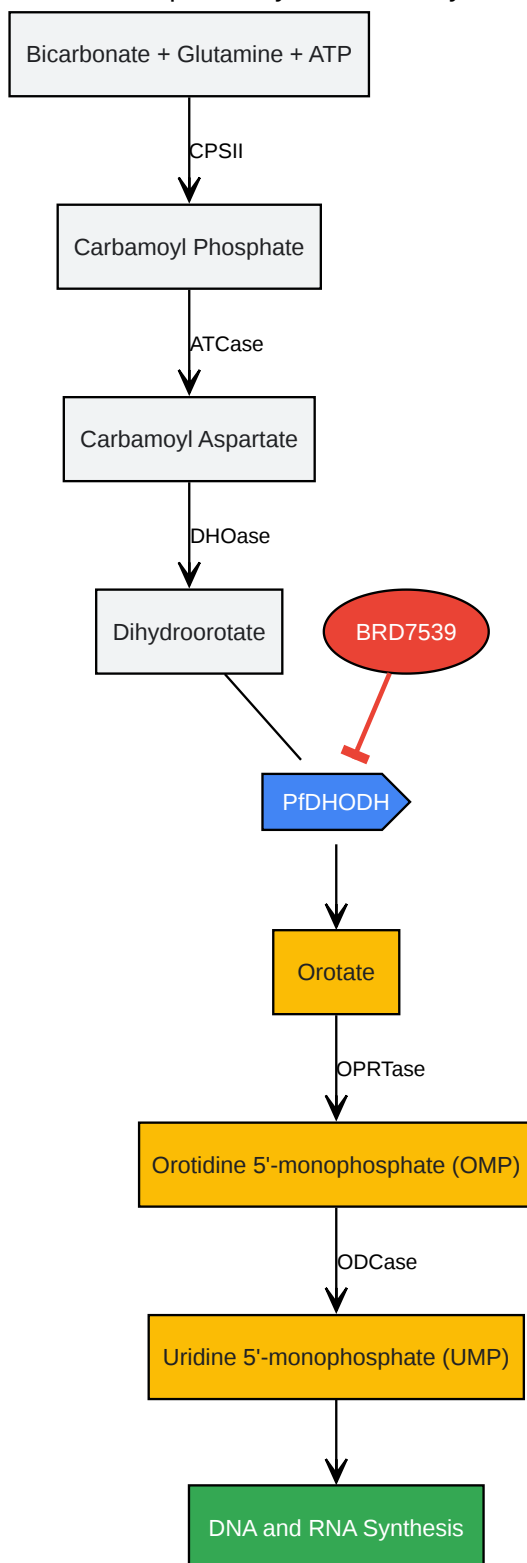 Bicarbonate + Glutamine + ATP
CPSII
Carbamoyl Phosphate
ATCase
Carbamoyl Aspartate
DHOase
Dihydroorotate
BRD7539
PfDHODH
Orotate
OPRTase
Orotidine 5'-monophosphate (OMP)
ODCase
Uridine 5'-monophosphate (UMP)
DNA and RNA Synthesis